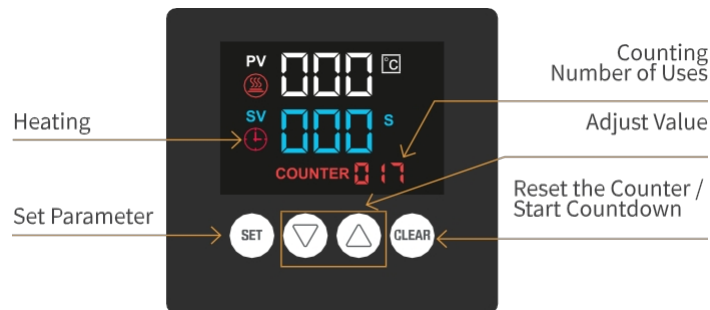 Counting
Number of Uses
PV 000 °C
Heating
SV 000 S
Adjust Value
COUNTER 017
Set Parameter
SET
CLEAR
Reset the Counter /
Start Countdown